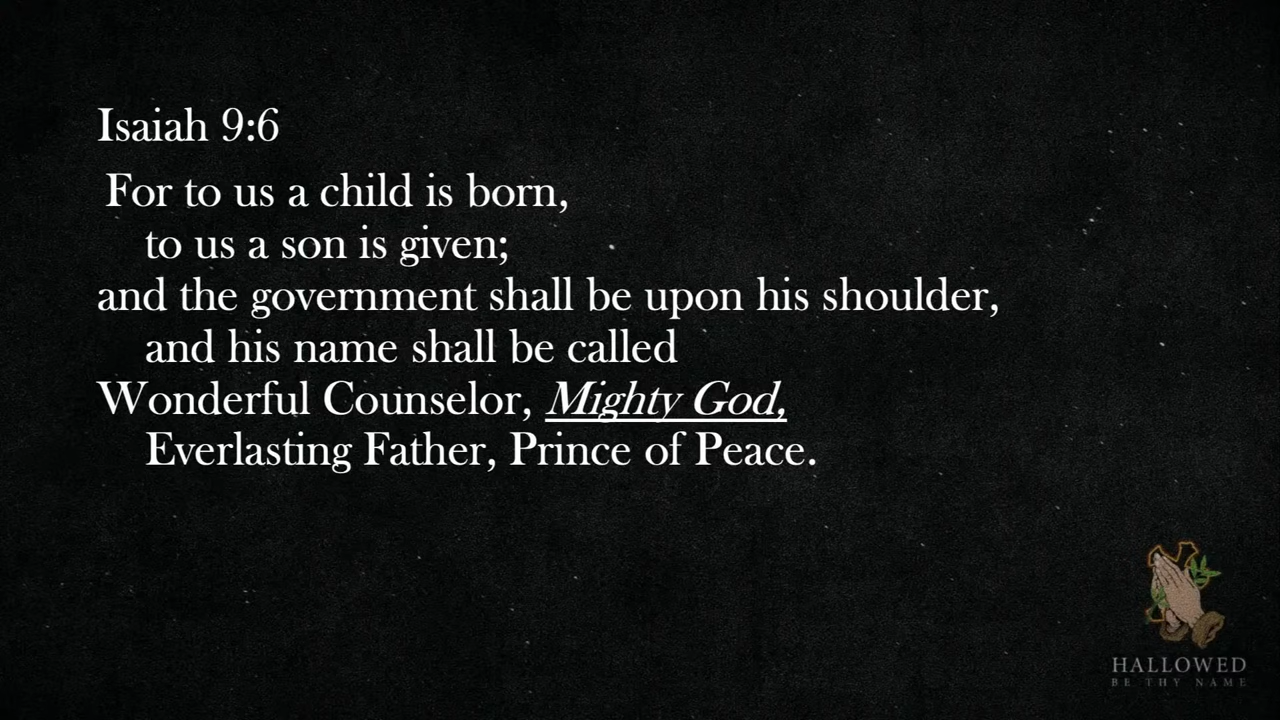 Isaiah 9:6
For to us a child is born,
to us a son is given;
and the government shall be upon his shoulder,
and his name shall be called
Wonderful Counselor, Mighty God,
Everlasting Father, Prince of Peace.
HALLOWED
BE THY NAME